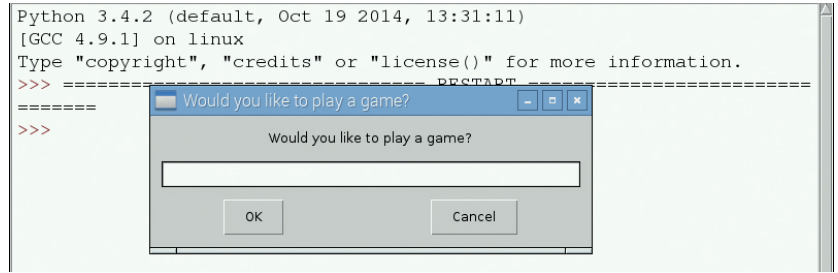 Python 3.4.2 (default, Oct 19 2014, 13:31:11)
[GCC 4.9.1] on linux
Type "copyright", "credits" or "license()" for more information.
>>> ================================ RESTART ================================
>>>
Would you like to play a game?
Would you like to play a game?
OK
Cancel